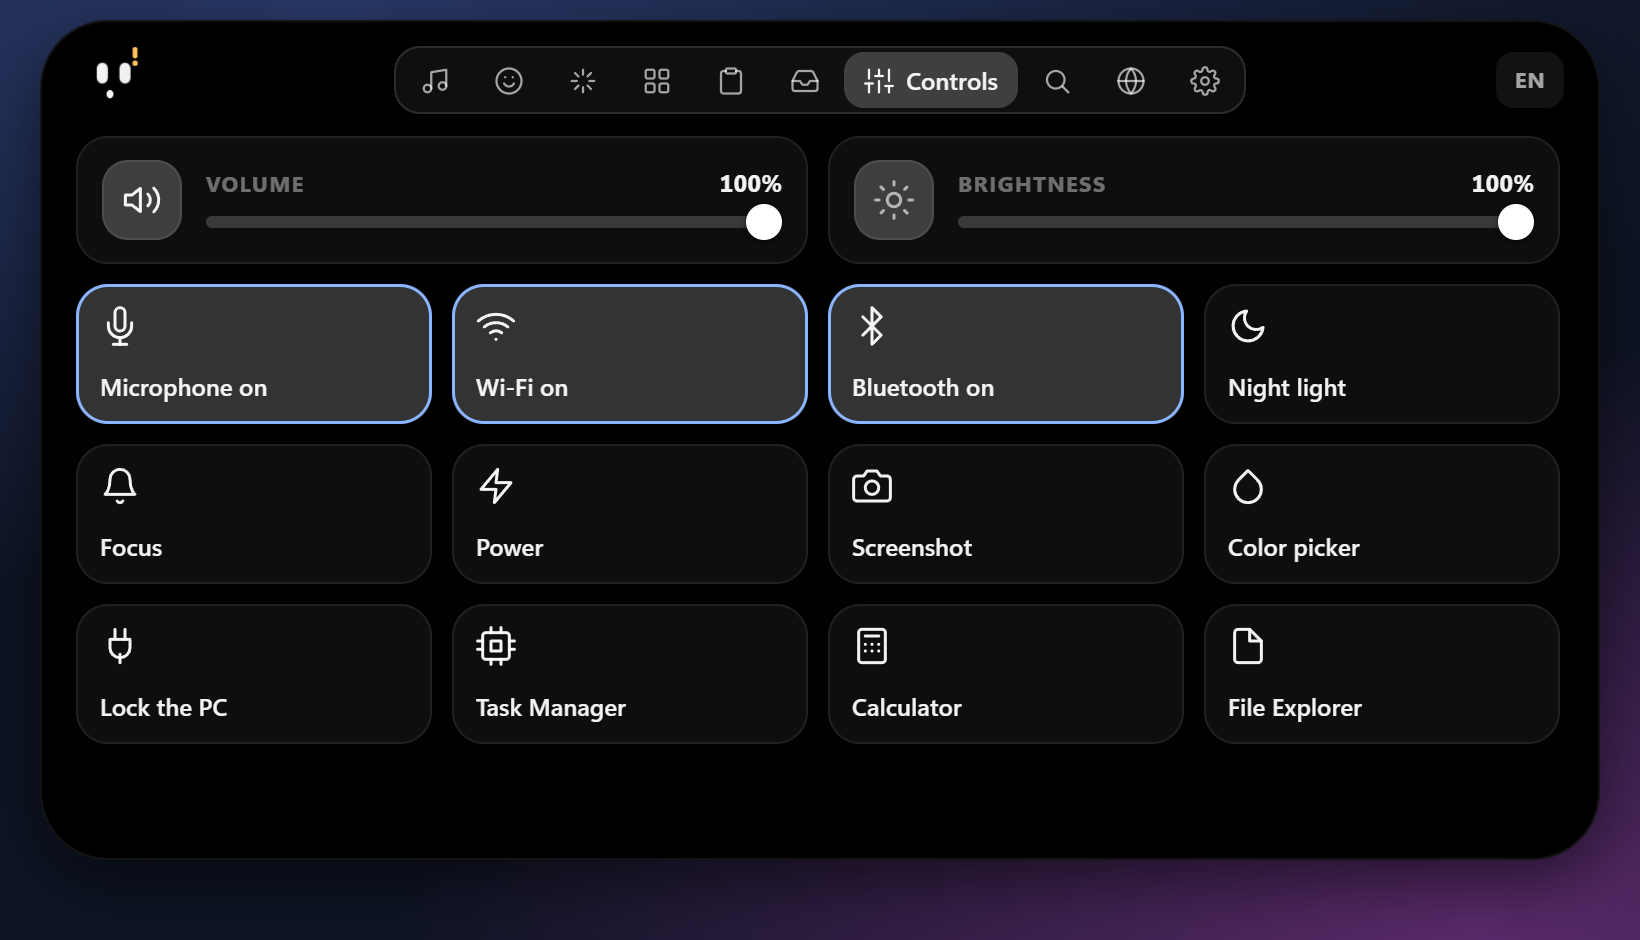 Controls
EN
VOLUME 100%
BRIGHTNESS 100%
Microphone on
Wi-Fi on
Bluetooth on
Night light
Focus
Power
Screenshot
Color picker
Lock the PC
Task Manager
Calculator
File Explorer